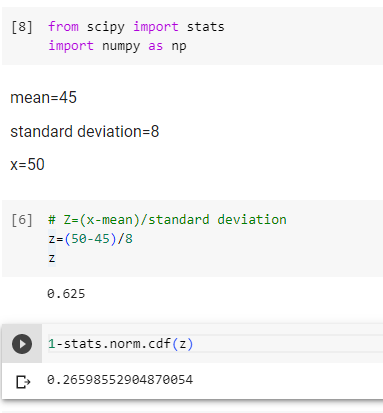 [8] from scipy import stats
import numpy as np
mean=45
standard deviation=8
x=50
[6] # Z=(x-mean)/standard deviation
z=(50-45)/8
z
0.625
1-stats.norm.cdf(z)
0.26598552904870054